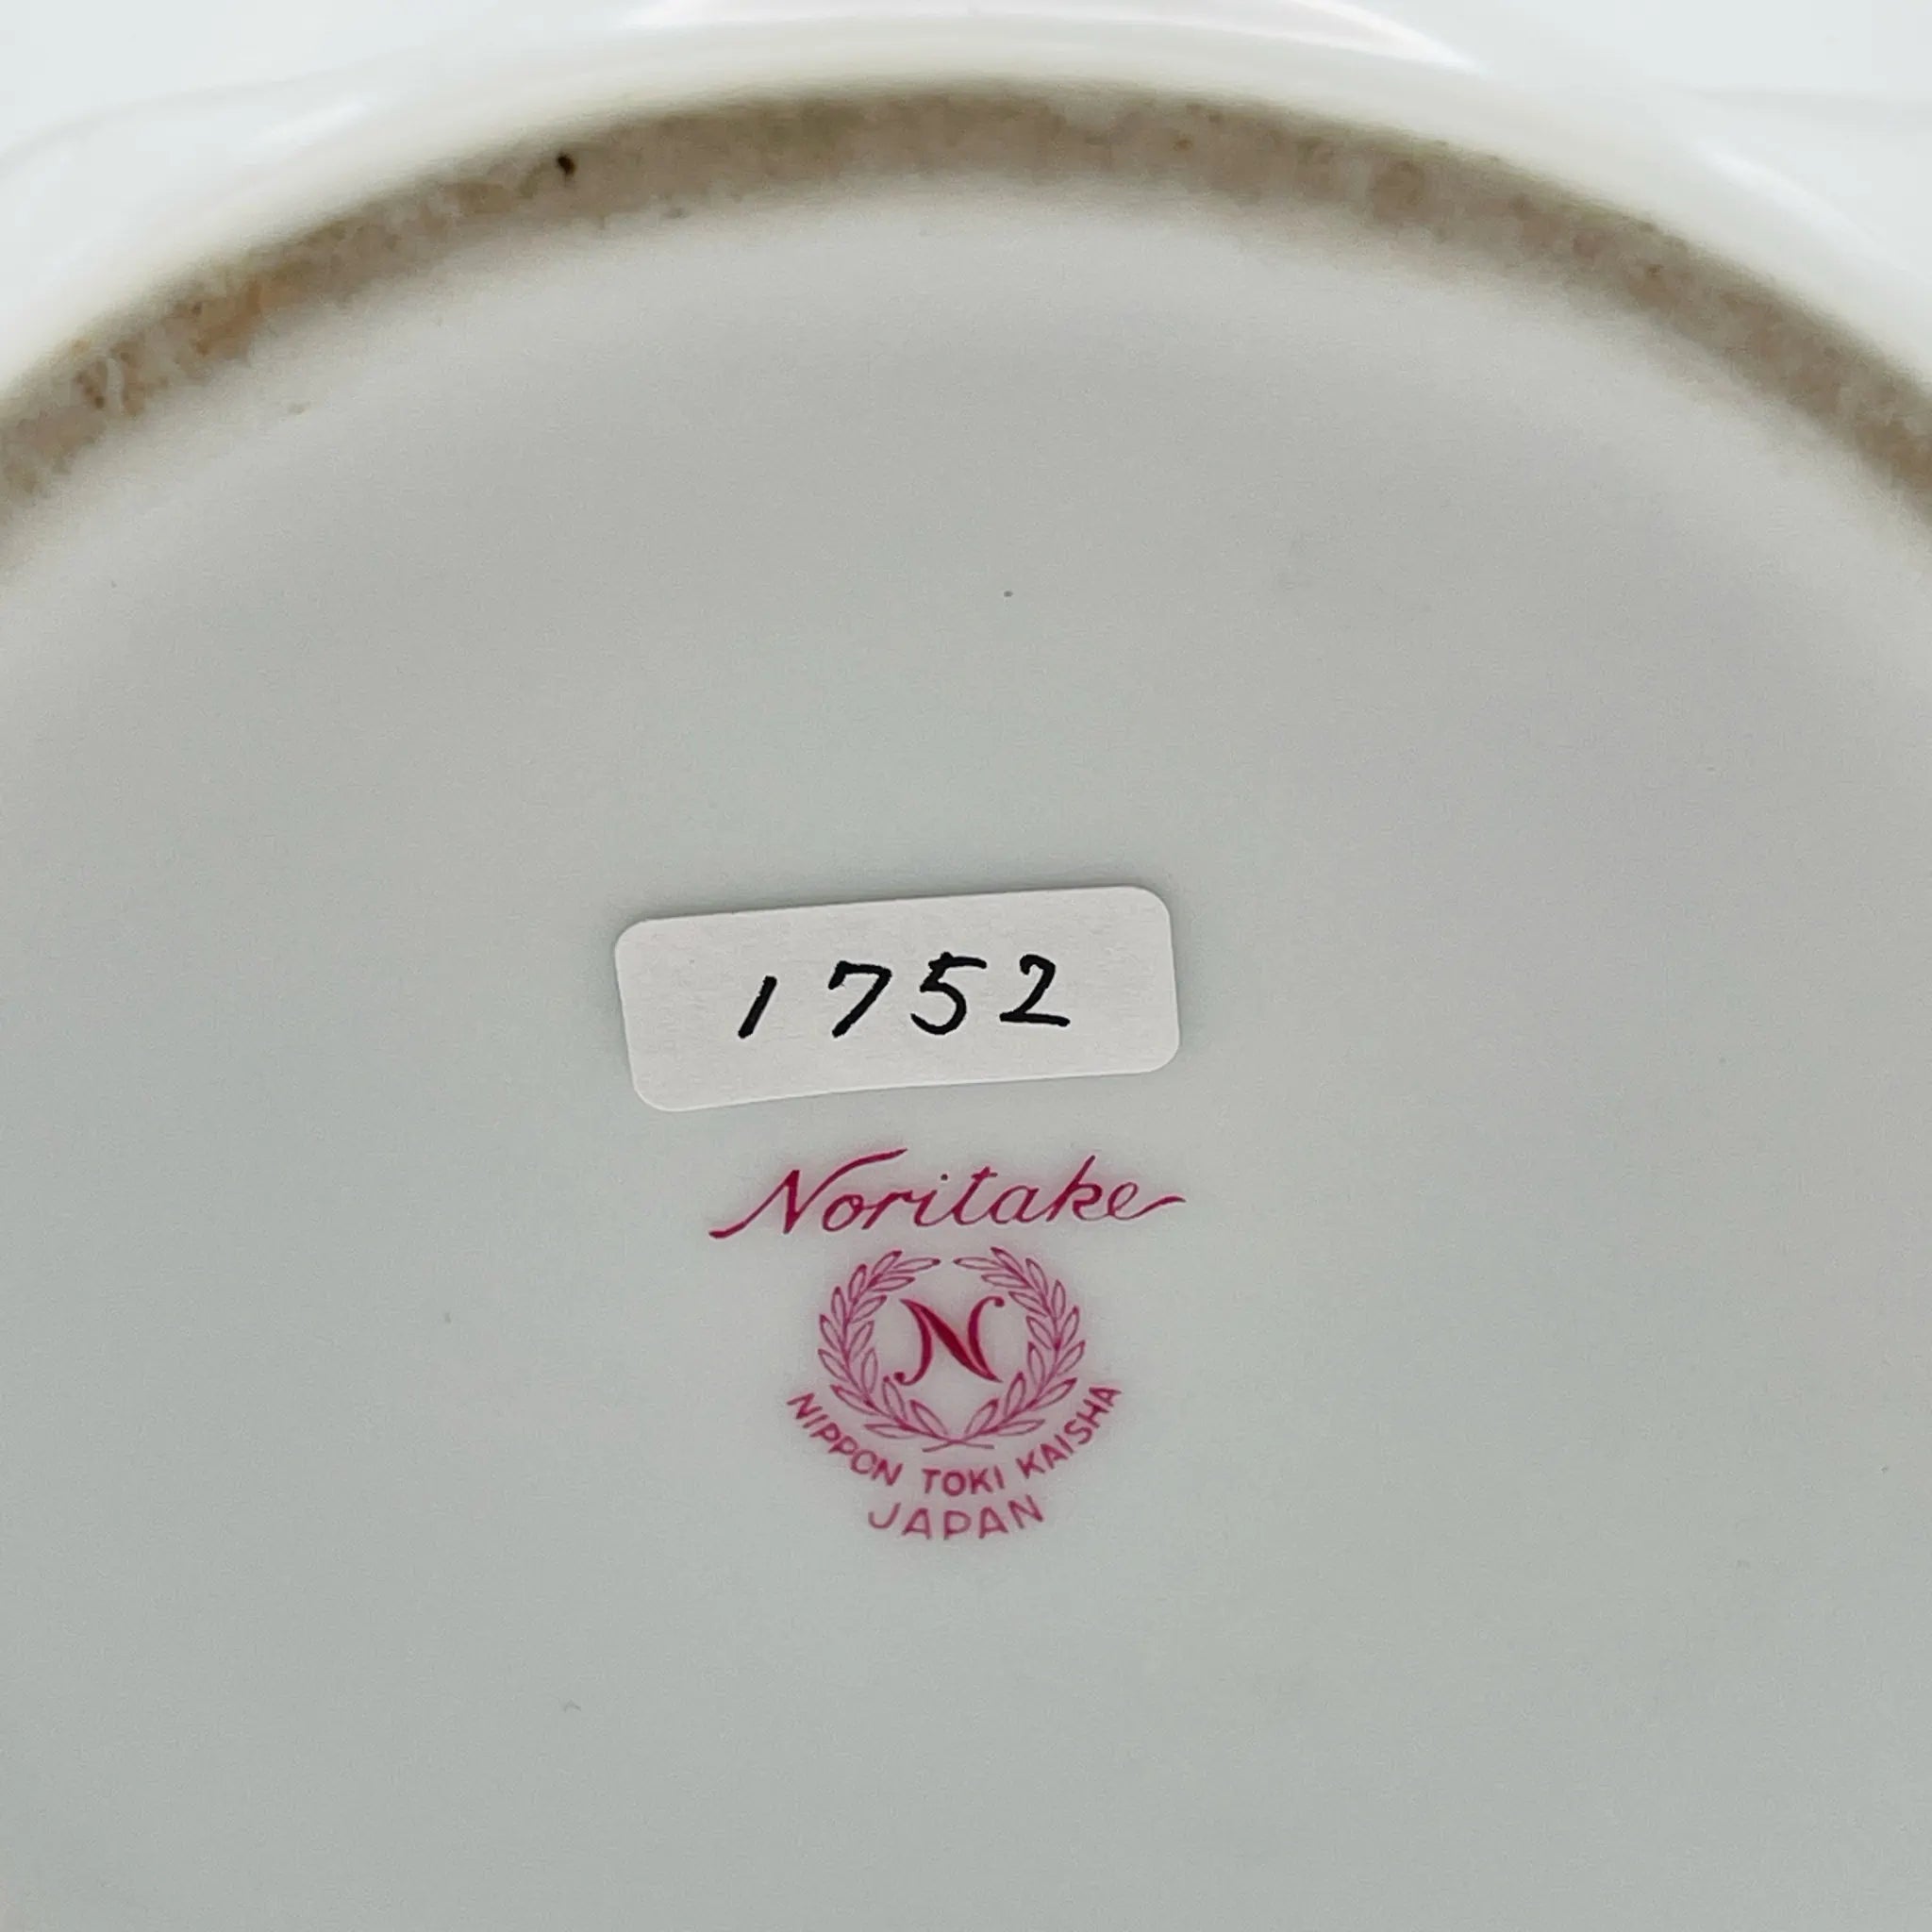 1752
Noritake
N
NIPPON TOKI KAISHA
JAPAN